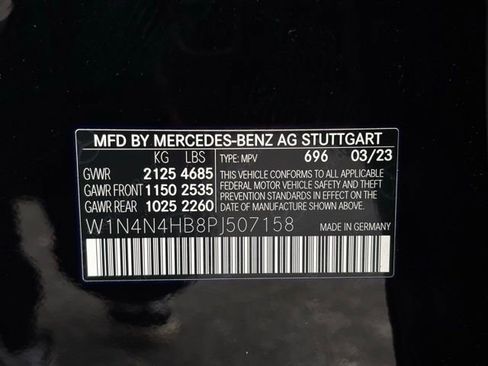 MFD BY MERCEDES-BENZ AG STUTTGART
KG LBS TYPE: MPV 696 03/23
GVWR 2125 4685
GAWR FRONT 1150 2535
GAWR REAR 1025 2260
THIS VEHICLE CONFORMS TO ALL APPLICABLE
FEDERAL MOTOR VEHICLE SAFETY AND THEFT
PREVENTION STANDARDS IN EFFECT ON THE DATE
OF MANUFACTURE SHOWN ABOVE.
W1N4N4HB8PJ507158 MADE IN GERMANY